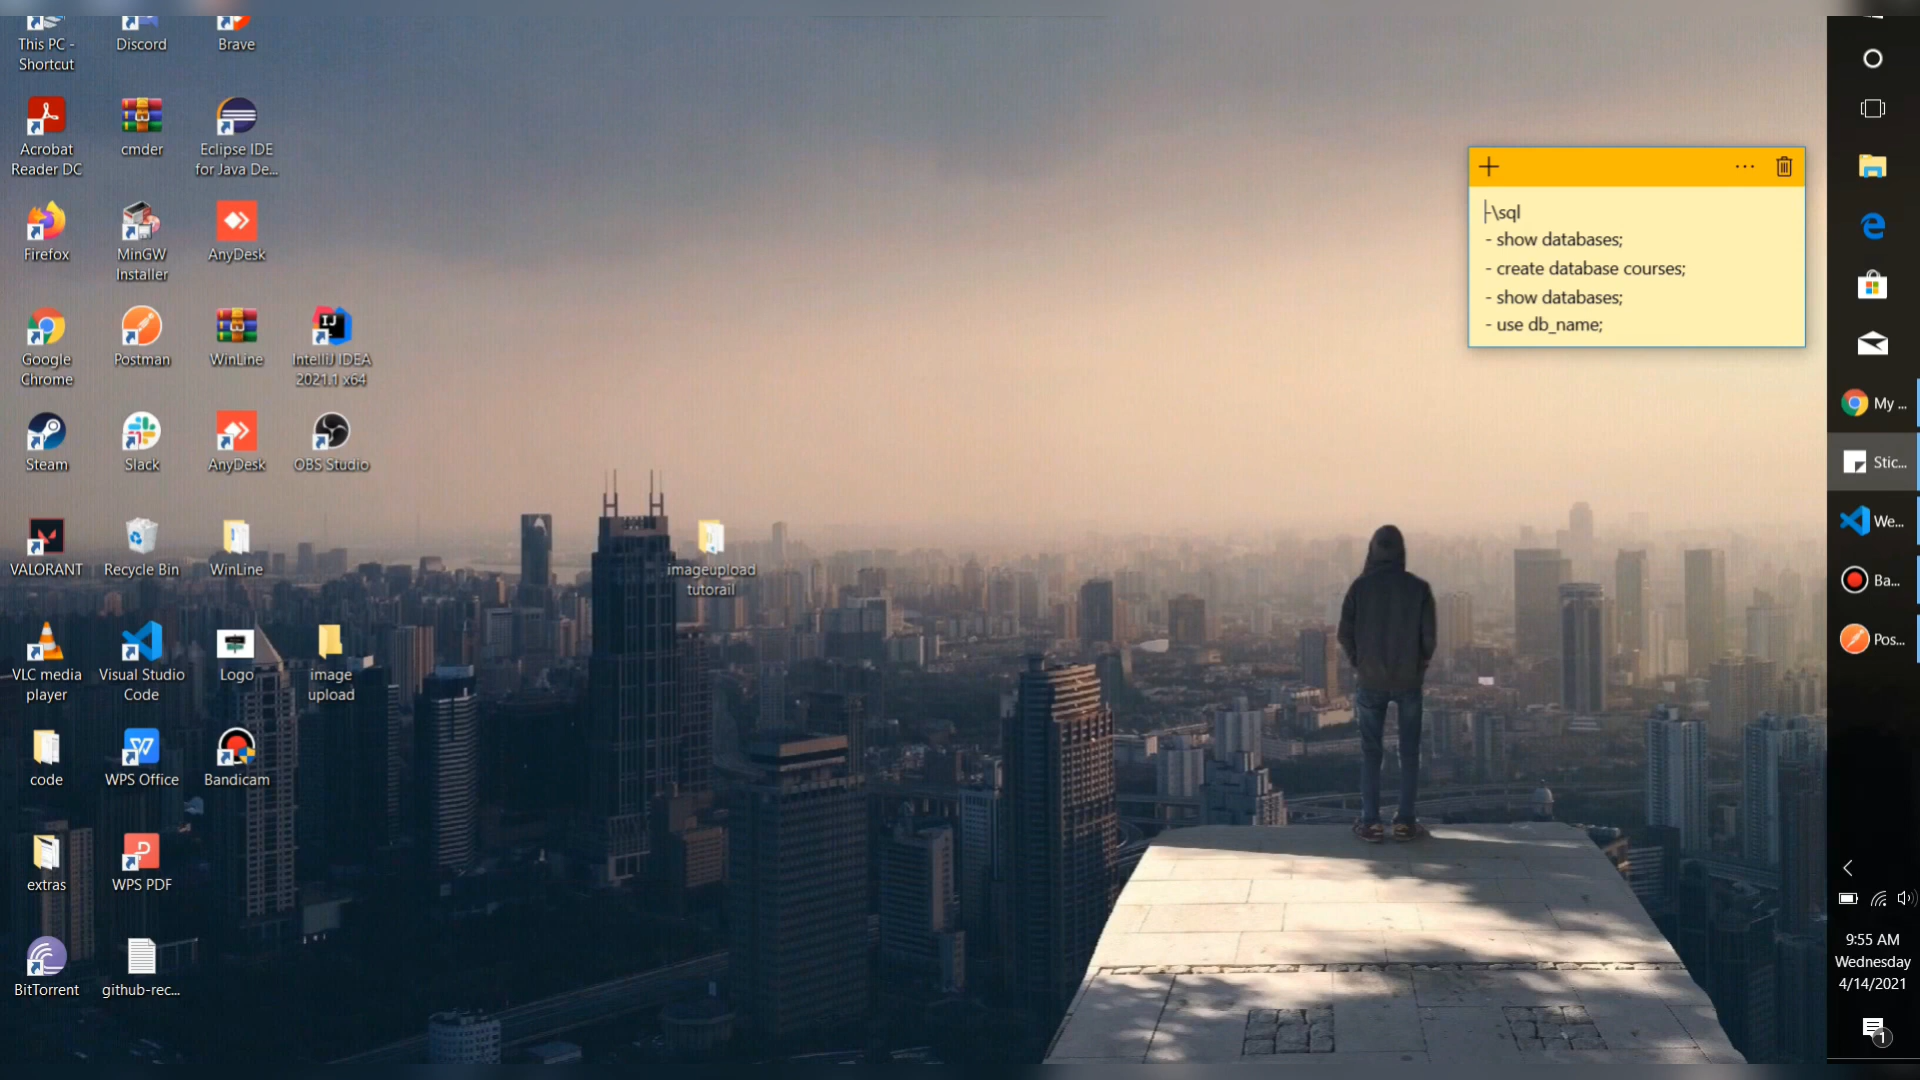 This PC -
Shortcut
Discord
Brave
Acrobat
Reader DC
cmder
Eclipse IDE
for Java De...
Firefox
MinGW
Installer
AnyDesk
Google
Chrome
Postman
WinLine
IntelliJ IDEA
2021.1 x64
Steam
Slack
AnyDesk
OBS Studio
VALORANT
Recycle Bin
WinLine
imageupload
tutorail
VLC media
player
Visual Studio
Code
Logo
image
upload
code
WPS Office
Bandicam
extras
WPS PDF
BitTorrent
github-rec...
-\sql
- show databases;
- create database courses;
- show databases;
- use db_name;
My ...
Stic...
We...
Ba...
Pos...
9:55 AM
Wednesday
4/14/2021
1